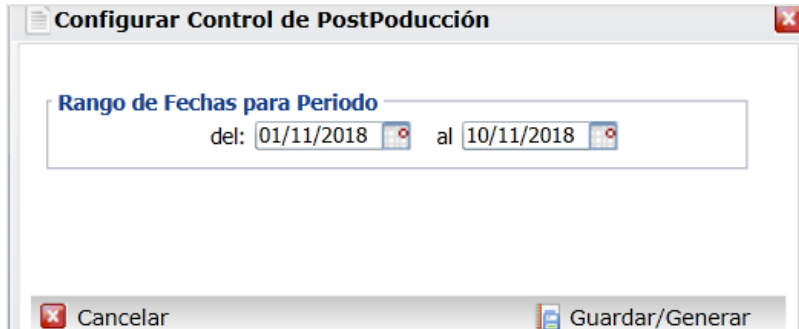 Configurar Control de PostPoducción
Rango de Fechas para Periodo
del: 01/11/2018 al 10/11/2018
Cancelar Guardar/Generar